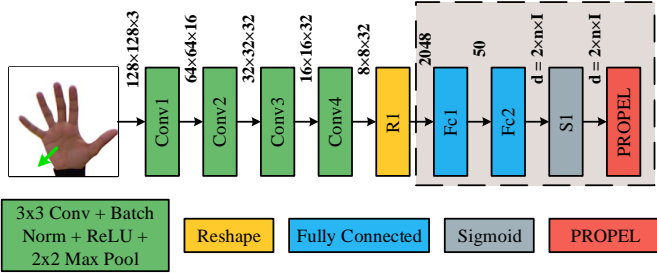 128×128×3
64×64×16
32×32×32
16×16×32
8×8×32
2048
50
d = 2×n×I
d = 2×n×I
Conv1
Conv2
Conv3
Conv4
R1
Fc1
Fc2
S1
PROPEL
3x3 Conv + Batch
Norm + ReLU +
2x2 Max Pool
Reshape
Fully Connected
Sigmoid
PROPEL